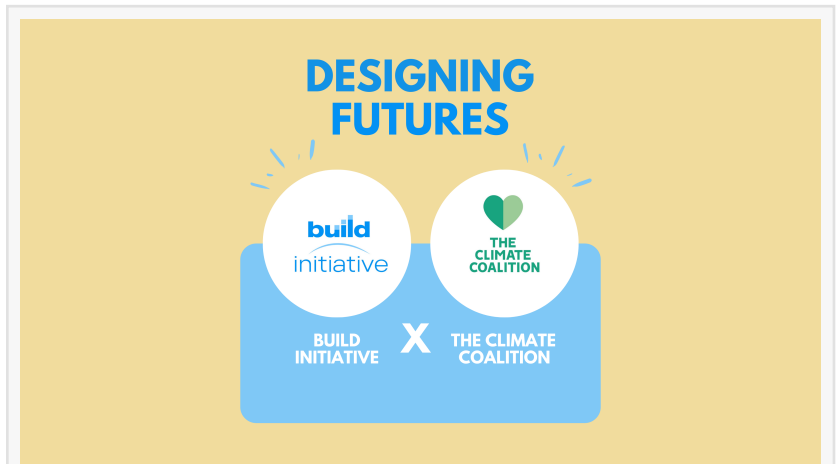 DESIGNING
FUTURES
build
initiative
THE
CLIMATE
COALITION
BUILD
INITIATIVE
X
THE CLIMATE
COALITION